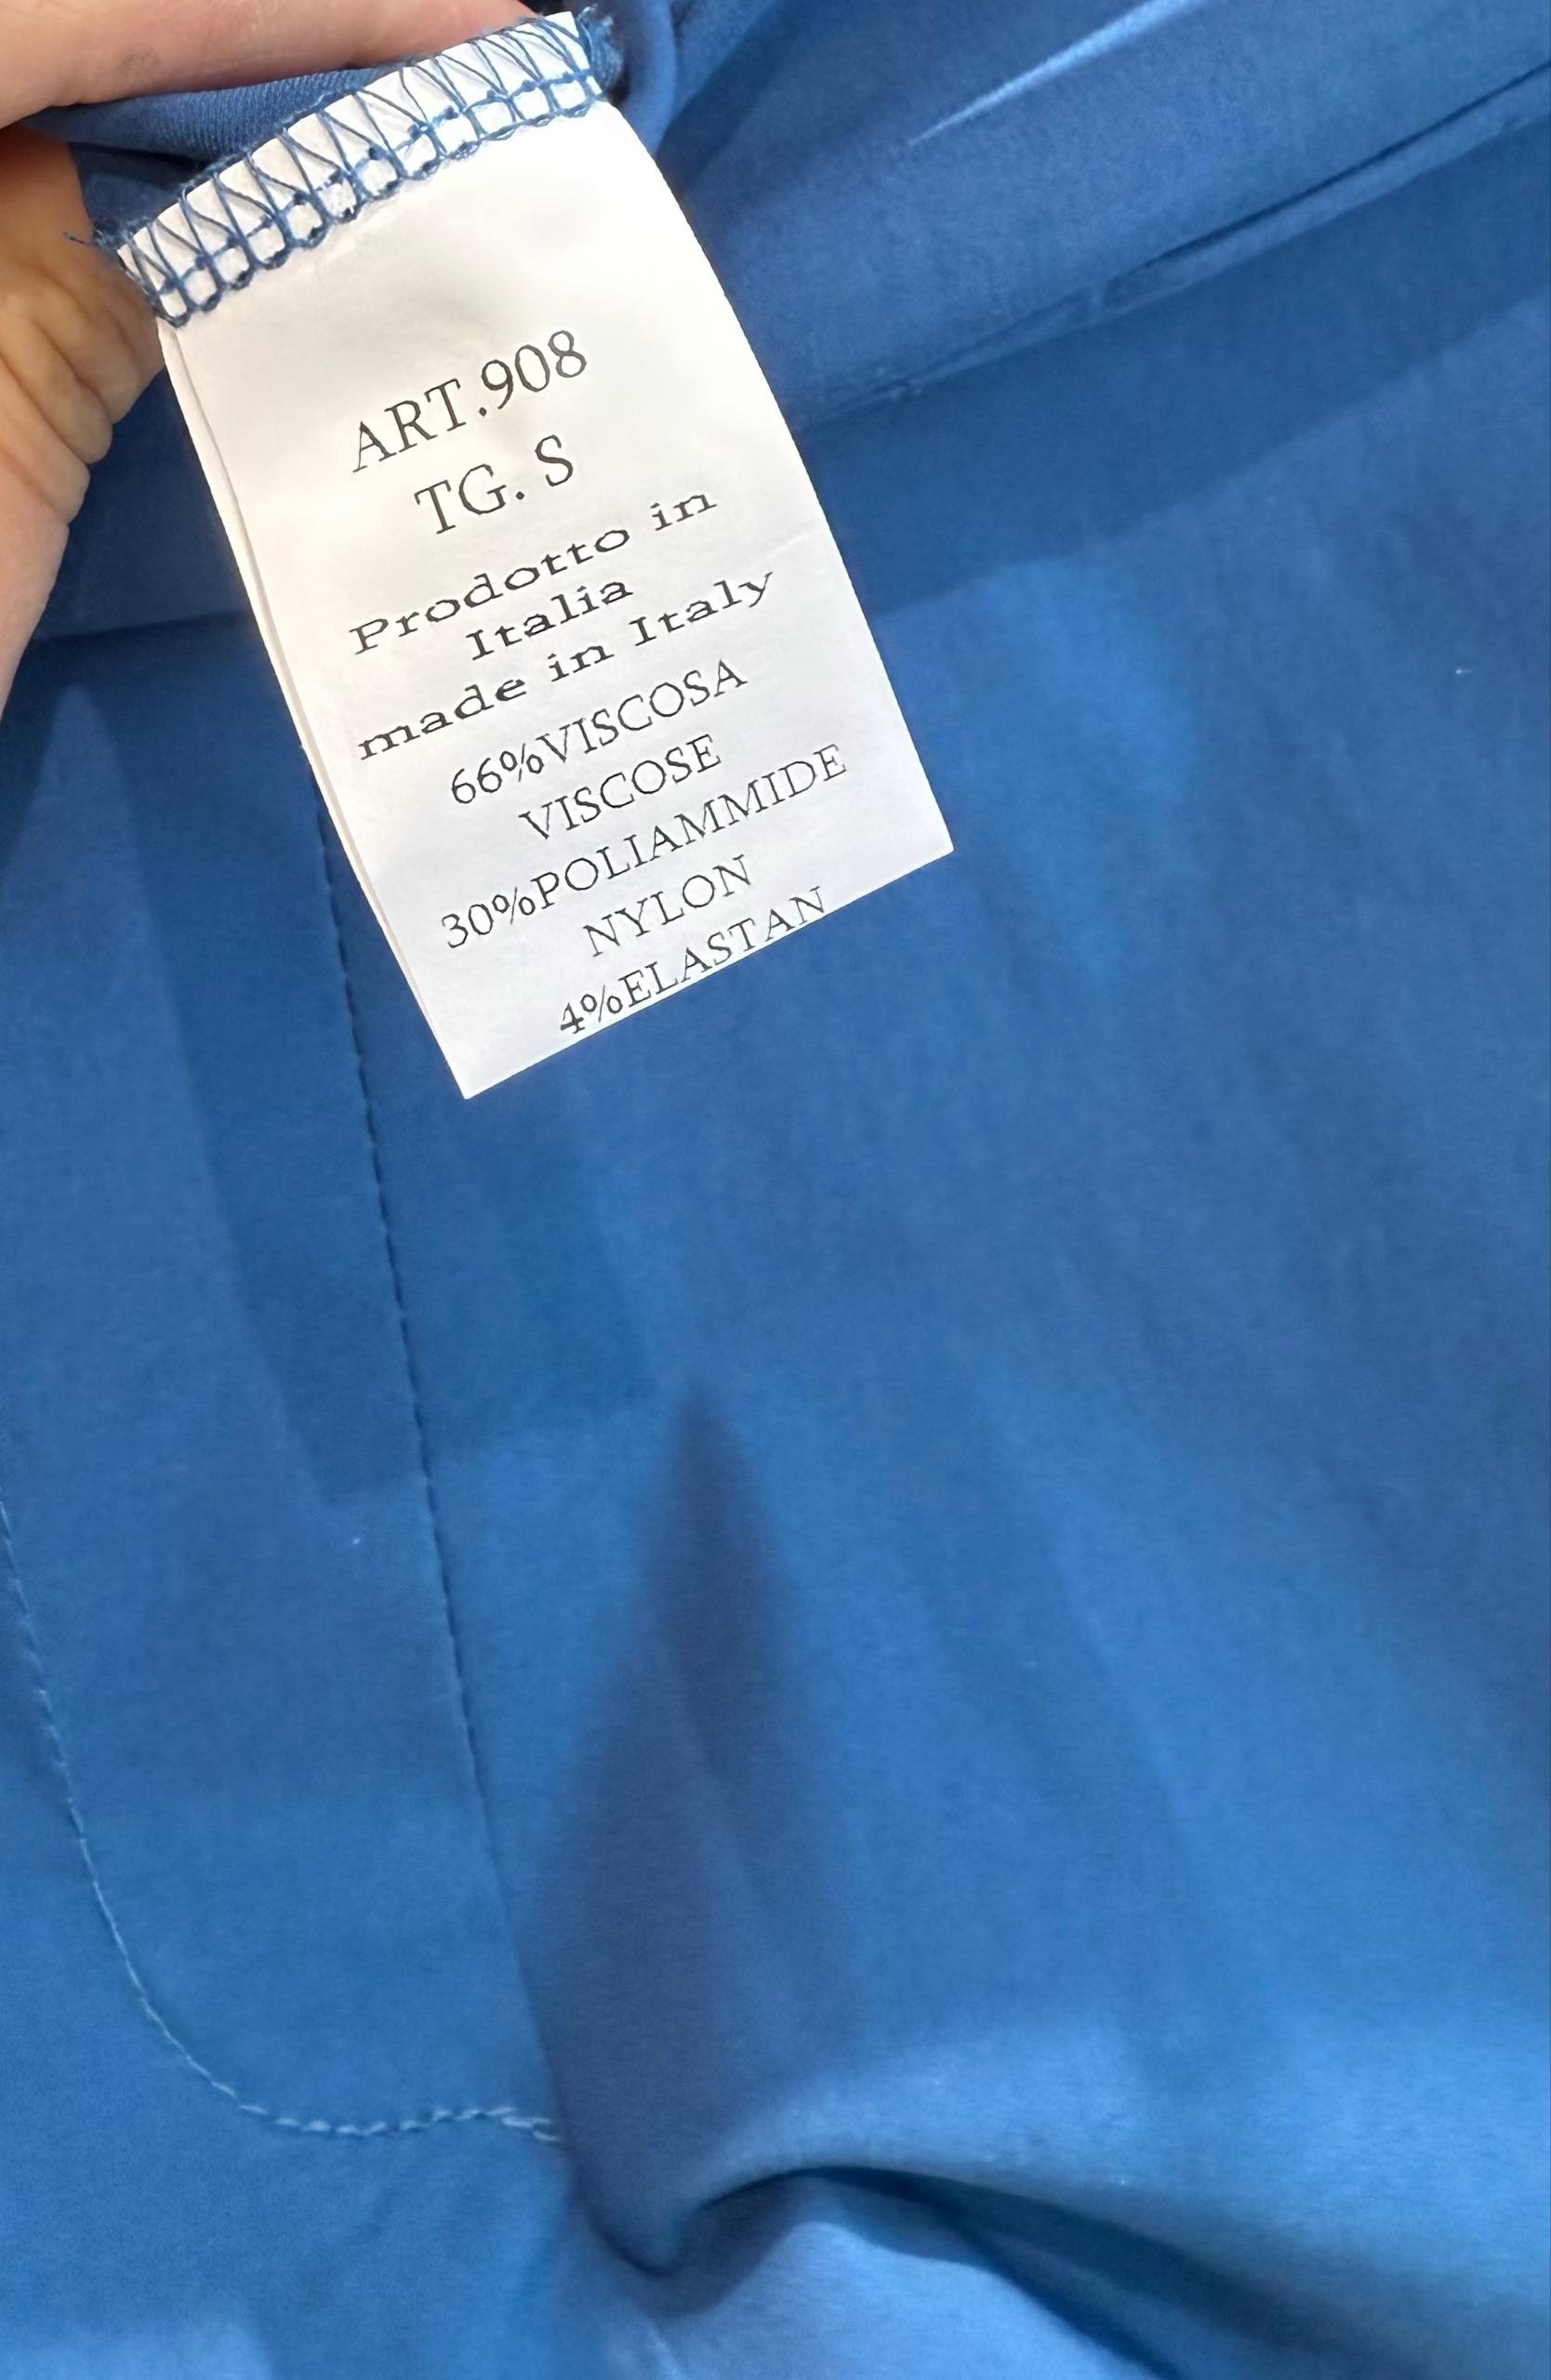 ART.908
TG. S
Prodotto in
Italia
made in Italy
66%VISCOSA
VISCOSE
30%POLIAMMIDE
NYLON
4%ELASTAN